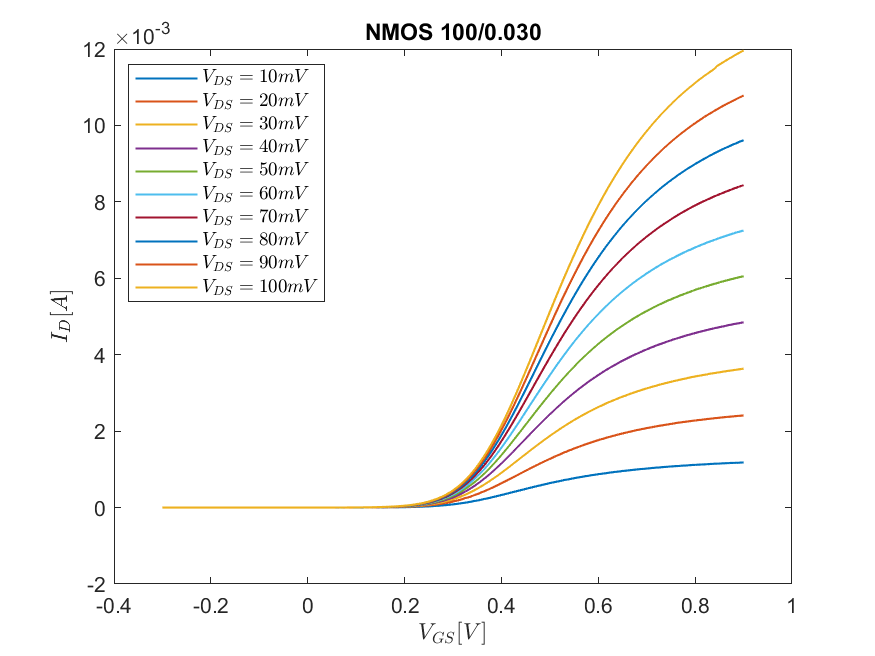 NMOS 100/0.030
×10⁻³
12
10
8
6
4
2
0
-2
I_D[A]
V_DS = 10mV
V_DS = 20mV
V_DS = 30mV
V_DS = 40mV
V_DS = 50mV
V_DS = 60mV
V_DS = 70mV
V_DS = 80mV
V_DS = 90mV
V_DS = 100mV
-0.4 -0.2 0 0.2 0.4 0.6 0.8 1
V_GS[V]